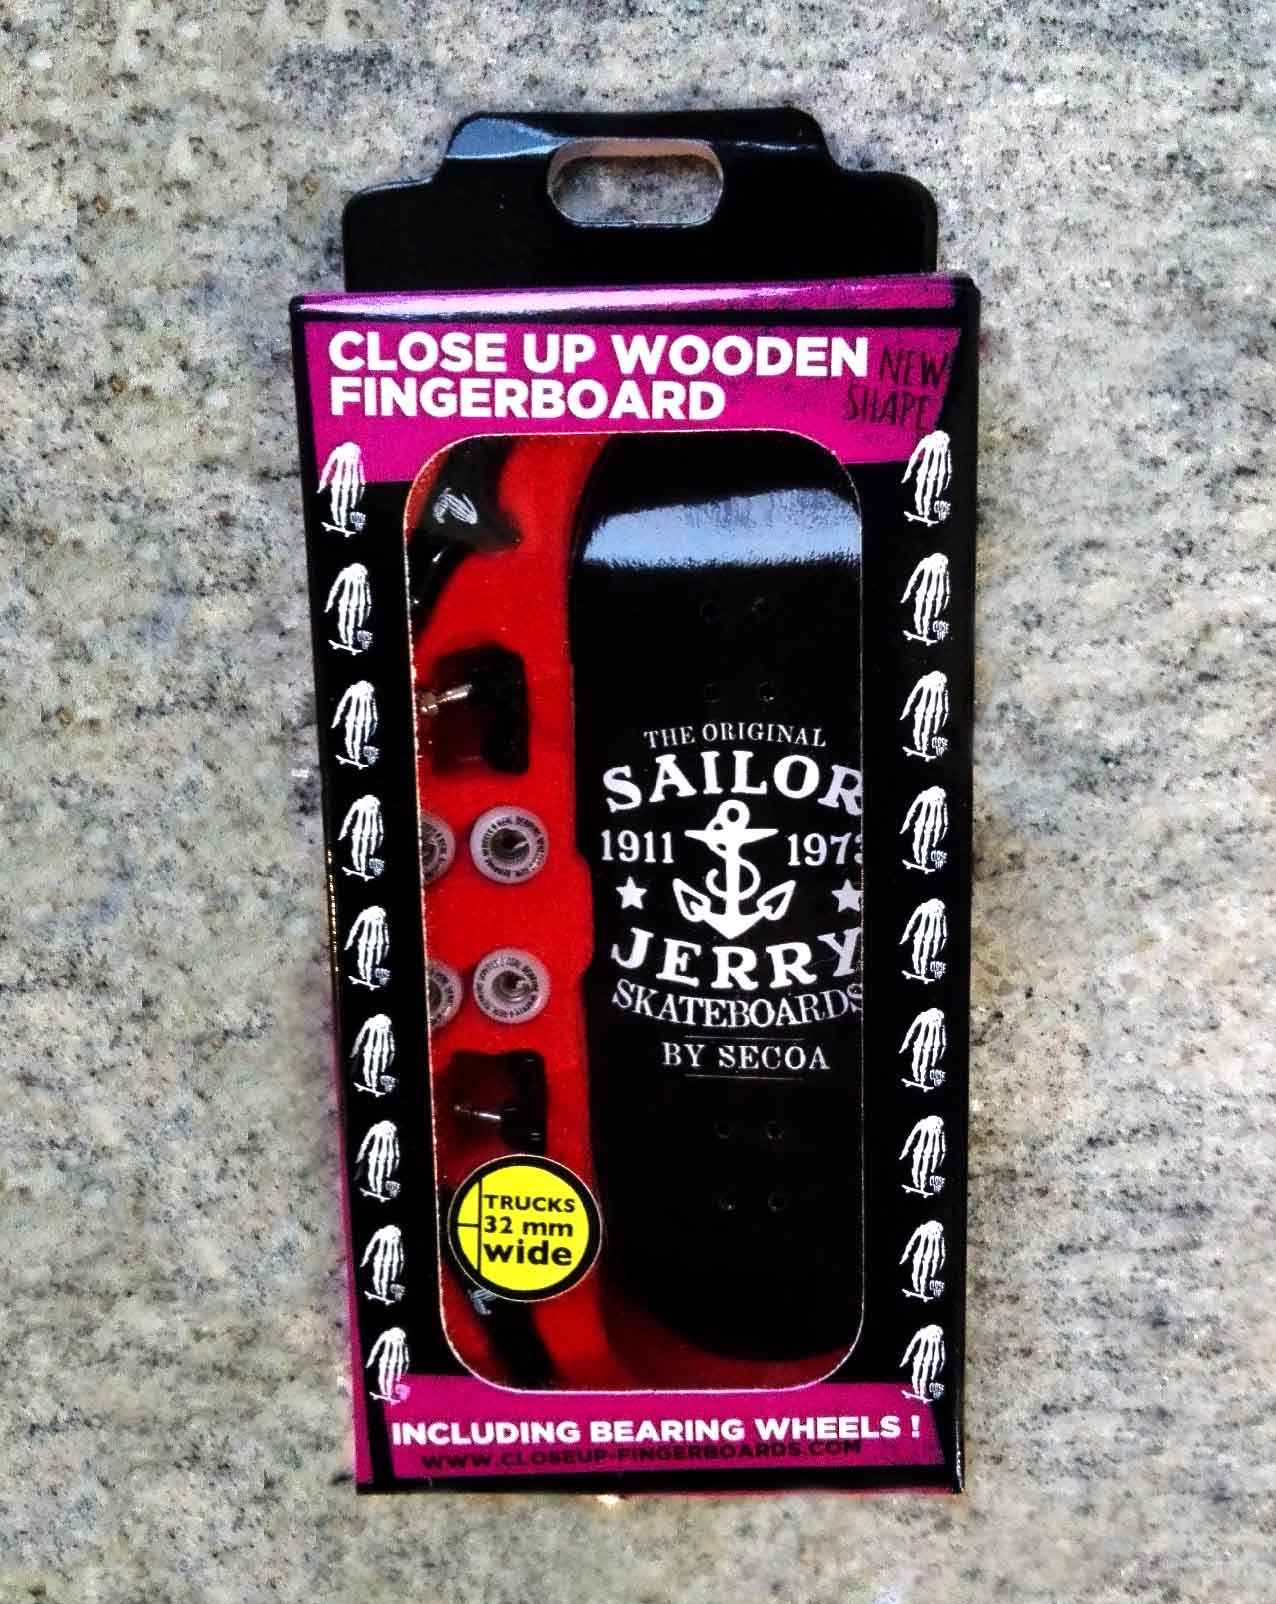 CLOSE UP WOODEN
FINGERBOARD
NEW
SHAPE
THE ORIGINAL
SAILOR
1911 1973
JERRY
SKATEBOARDS
BY SECOA
TRUCKS
32 mm
wide
INCLUDING BEARING WHEELS !
WWW.CLOSEUP-FINGERBOARDS.COM